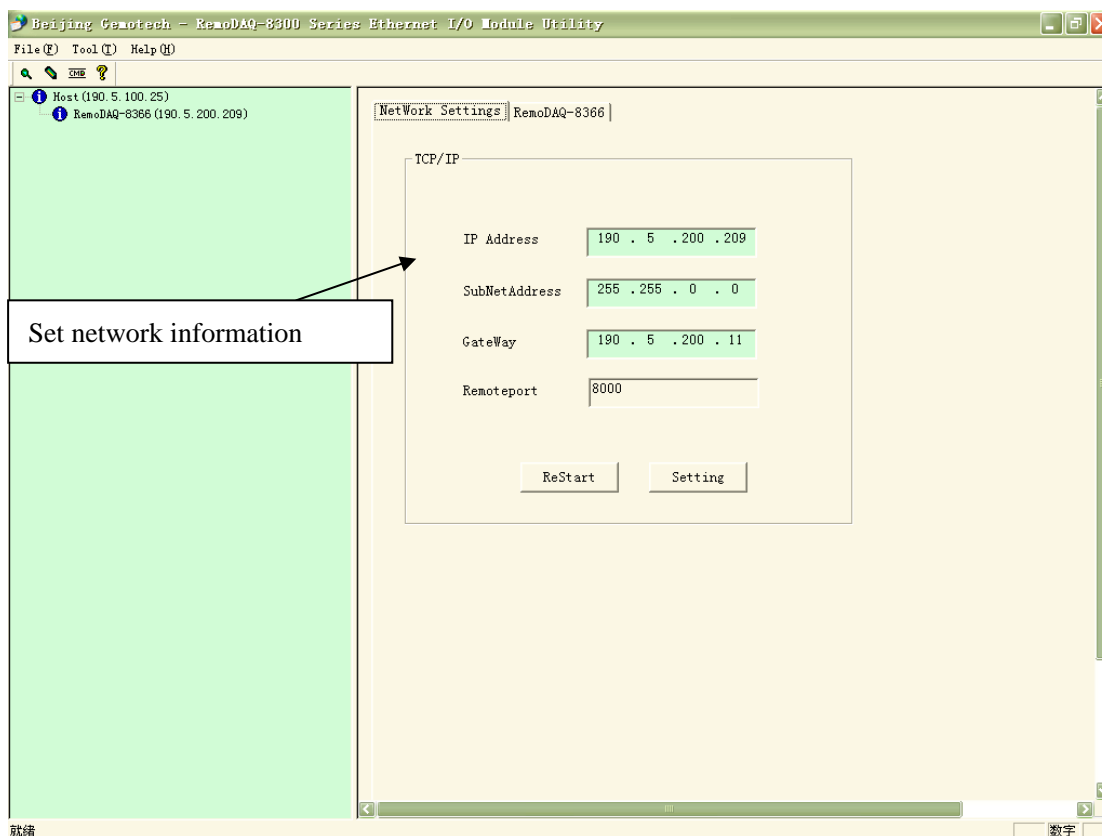 Beijing Gemotech - RemoDAQ-8300 Series Ethernet I/O Module Utility
File(F) Tool(T) Help(H)
CMD
Host(190.5.100.25)
RemoDAQ-8366(190.5.200.209)
NetWork Settings RemoDAQ-8366
TCP/IP
IP Address 190 . 5 .200 .209
SubNetAddress 255 .255 . 0 . 0
Set network information
GateWay 190 . 5 .200 . 11
Remoteport 8000
ReStart Setting
就绪 数字